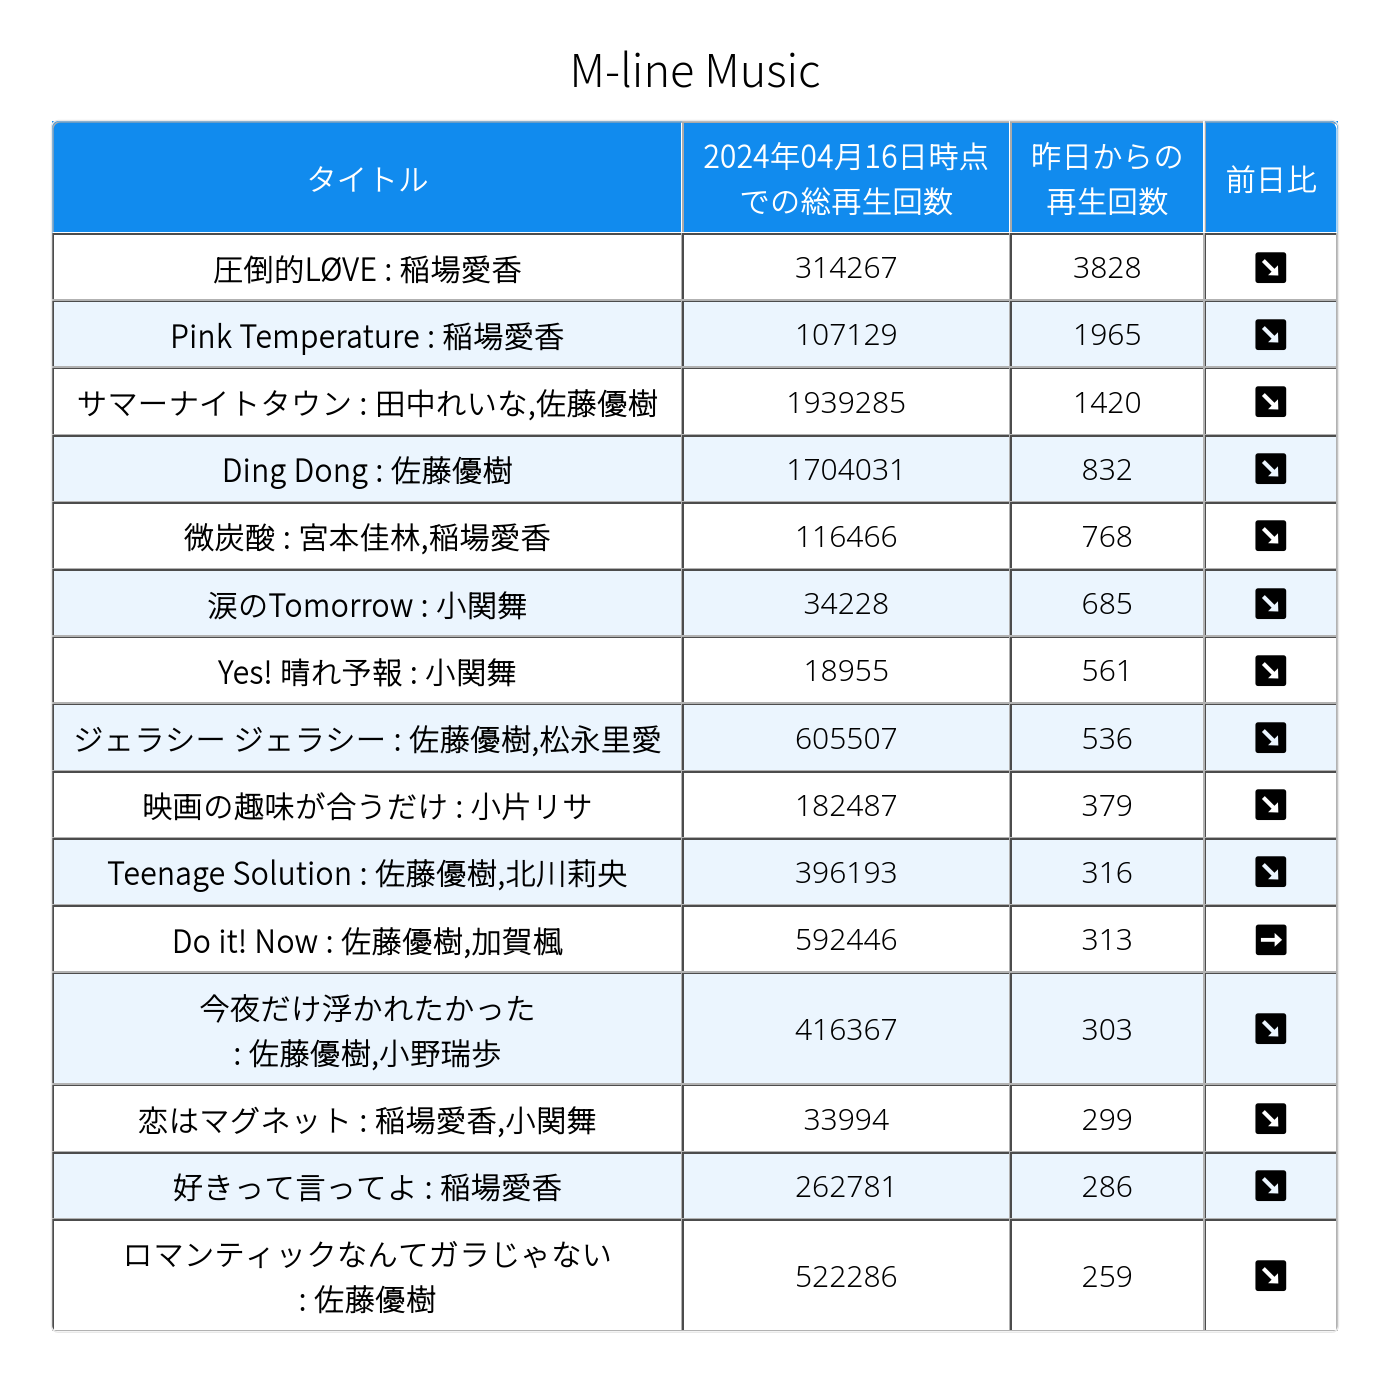 M-line Music
タイトル
2024年04月16日時点
での総再生回数
昨日からの
再生回数
前日比
圧倒的LØVE : 稲場愛香 314267 3828
Pink Temperature : 稲場愛香 107129 1965
サマーナイトタウン : 田中れいな,佐藤優樹 1939285 1420
Ding Dong : 佐藤優樹 1704031 832
微炭酸 : 宮本佳林,稲場愛香 116466 768
涙のTomorrow : 小関舞 34228 685
Yes! 晴れ予報 : 小関舞 18955 561
ジェラシー ジェラシー : 佐藤優樹,松永里愛 605507 536
映画の趣味が合うだけ : 小片リサ 182487 379
Teenage Solution : 佐藤優樹,北川莉央 396193 316
Do it! Now : 佐藤優樹,加賀楓 592446 313
今夜だけ浮かれたかった
: 佐藤優樹,小野瑞歩 416367 303
恋はマグネット : 稲場愛香,小関舞 33994 299
好きって言ってよ : 稲場愛香 262781 286
ロマンティックなんてガラじゃない
: 佐藤優樹 522286 259